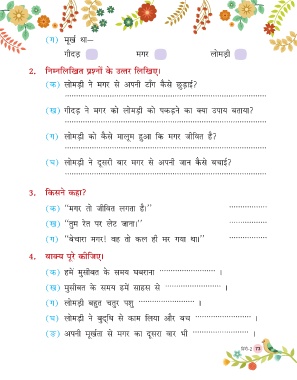 (ग) मूर्ख था—
गीदड़ मगर लोमड़ी
2. निम्नलिखित प्रश्नों के उत्तर लिखिए।
(क) लोमड़ी ने मगर से अपनी टाँग कैसे छुड़ाई?
(ख) गीदड़ ने मगर को लोमड़ी को पकड़ने का क्या उपाय बताया?
(ग) लोमड़ी को कैसे मालूम हुआ कि मगर जीवित है?
(घ) लोमड़ी ने दूसरी बार मगर से अपनी जान कैसे बचाई?
3. किसने कहा?
(क) "मगर तो जीवित लगता है।"
(ख) "तुम रेत पर लेट जाना।"
(ग) "बेचारा मगर! वह तो कल ही मर गया था।"
4. वाक्य पूरे कीजिए।
(क) हमें मुसीबत के समय घबराना ..................... ।
(ख) मुसीबत के समय हमें साहस से ..................... ।
(ग) लोमड़ी बहुत चतुर पशु ..................... ।
(घ) लोमड़ी ने बुद्धि से काम लिया और बच ..................... ।
(ङ) अपनी मूर्खता से मगर का दूसरा वार भी ..................... ।
73